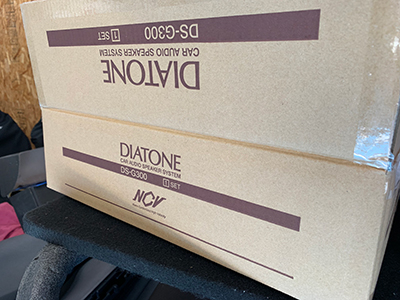 DS-G300 1 SET
CAR AUDIO SPEAKER SYSTEM
DIATONE
DIATONE
CAR AUDIO SPEAKER SYSTEM
DS-G300 1 SET
NCV